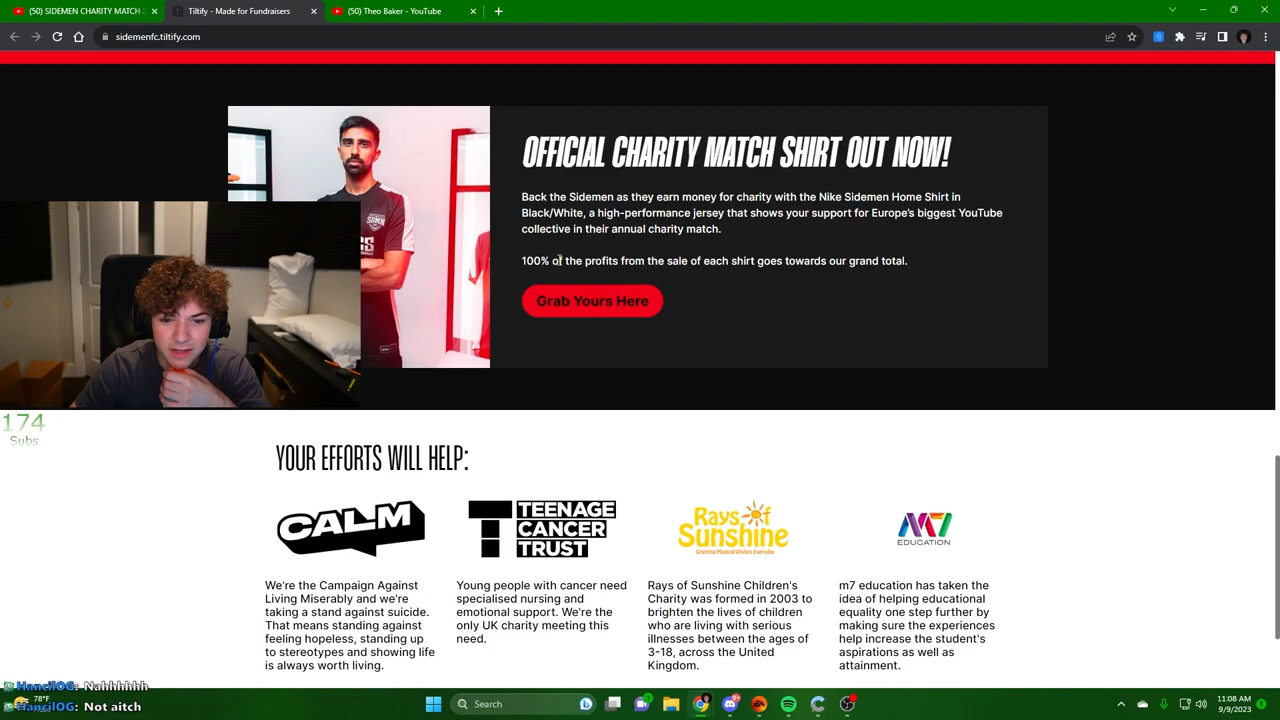 (50) SIDEMEN CHARITY MATCH 2
Tiltify - Made for Fundraisers
(50) Theo Baker - YouTube
sidemenfc.tiltify.com
OFFICIAL CHARITY MATCH SHIRT OUT NOW!
Back the Sidemen as they earn money for charity with the Nike Sidemen Home Shirt in
Black/White, a high-performance jersey that shows your support for Europe's biggest YouTube
collective in their annual charity match.
100% of the profits from the sale of each shirt goes towards our grand total.
Grab Yours Here
174
Subs
YOUR EFFORTS WILL HELP:
CALM
TEENAGE
CANCER
TRUST
Rays of
Sunshine
Granting Magical Wishes Everyday
M7
EDUCATION
We're the Campaign Against
Living Miserably and we're
taking a stand against suicide.
That means standing against
feeling hopeless, standing up
to stereotypes and showing life
is always worth living.
Young people with cancer need
specialised nursing and
emotional support. We're the
only UK charity meeting this
need.
Rays of Sunshine Children's
Charity was formed in 2003 to
brighten the lives of children
who are living with serious
illnesses between the ages of
3-18, across the United
Kingdom.
m7 education has taken the
idea of helping educational
equality one step further by
making sure the experiences
help increase the student's
aspirations as well as
attainment.
HancilOG: Nahhhhhh
HancilOG: Not aitch
78°F
Search
11:08 AM
9/9/2023